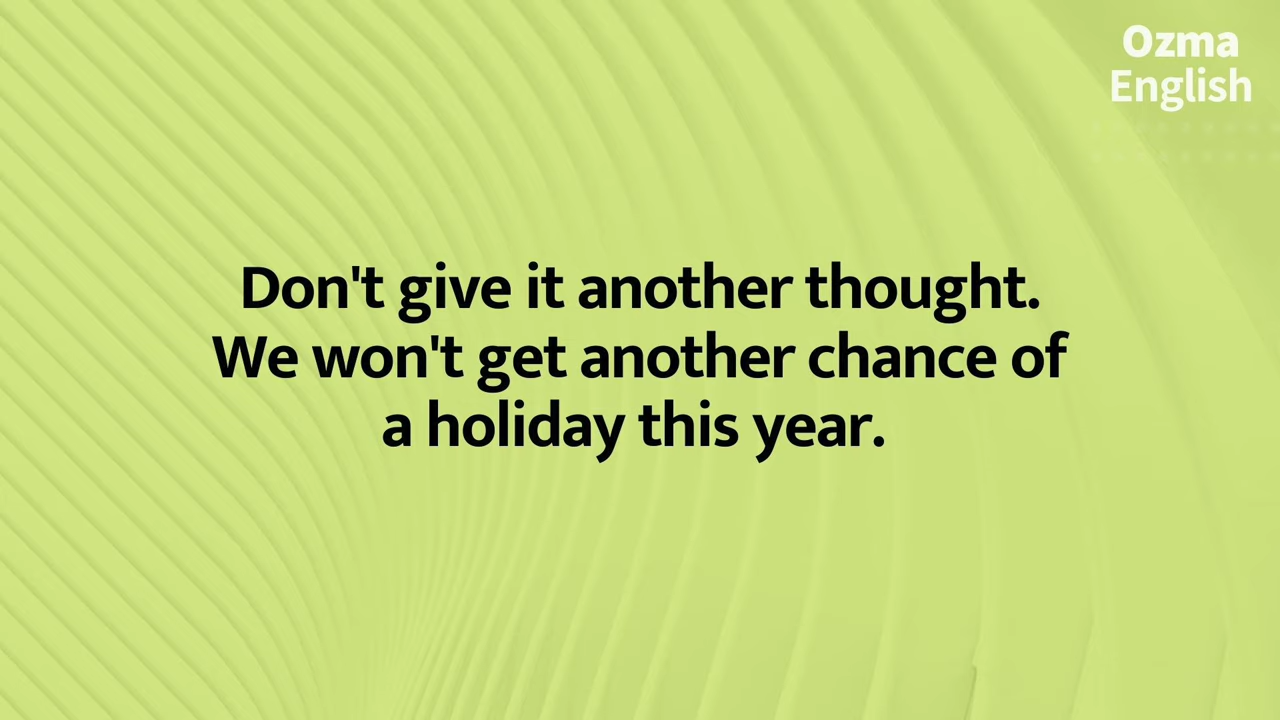 Ozma
English
Don't give it another thought.
We won't get another chance of
a holiday this year.